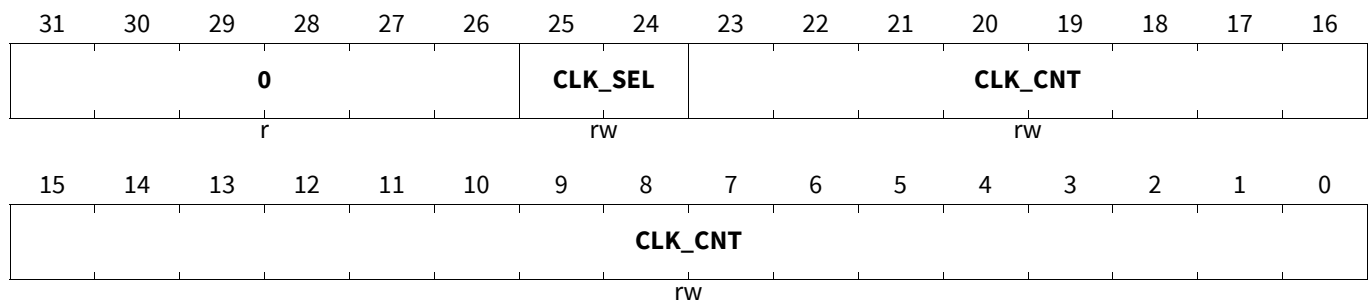 31 30 29 28 27 26 25 24 23 22 21 20 19 18 17 16
0 CLK_SEL CLK_CNT
r rw rw
15 14 13 12 11 10 9 8 7 6 5 4 3 2 1 0
CLK_CNT
rw